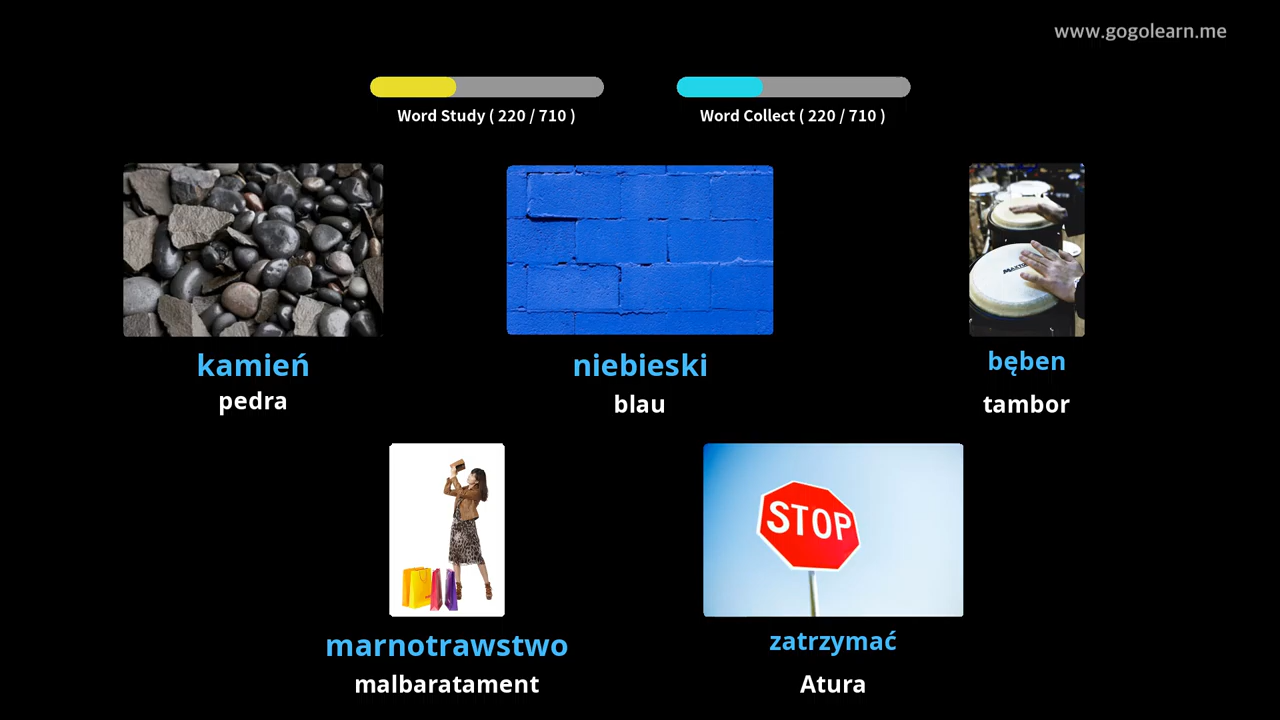 www.gogolearn.me
Word Study ( 220 / 710 )
Word Collect ( 220 / 710 )
kamień
pedra
niebieski
blau
bęben
tambor
marnotrawstwo
malbaratament
STOP
zatrzymać
Atura